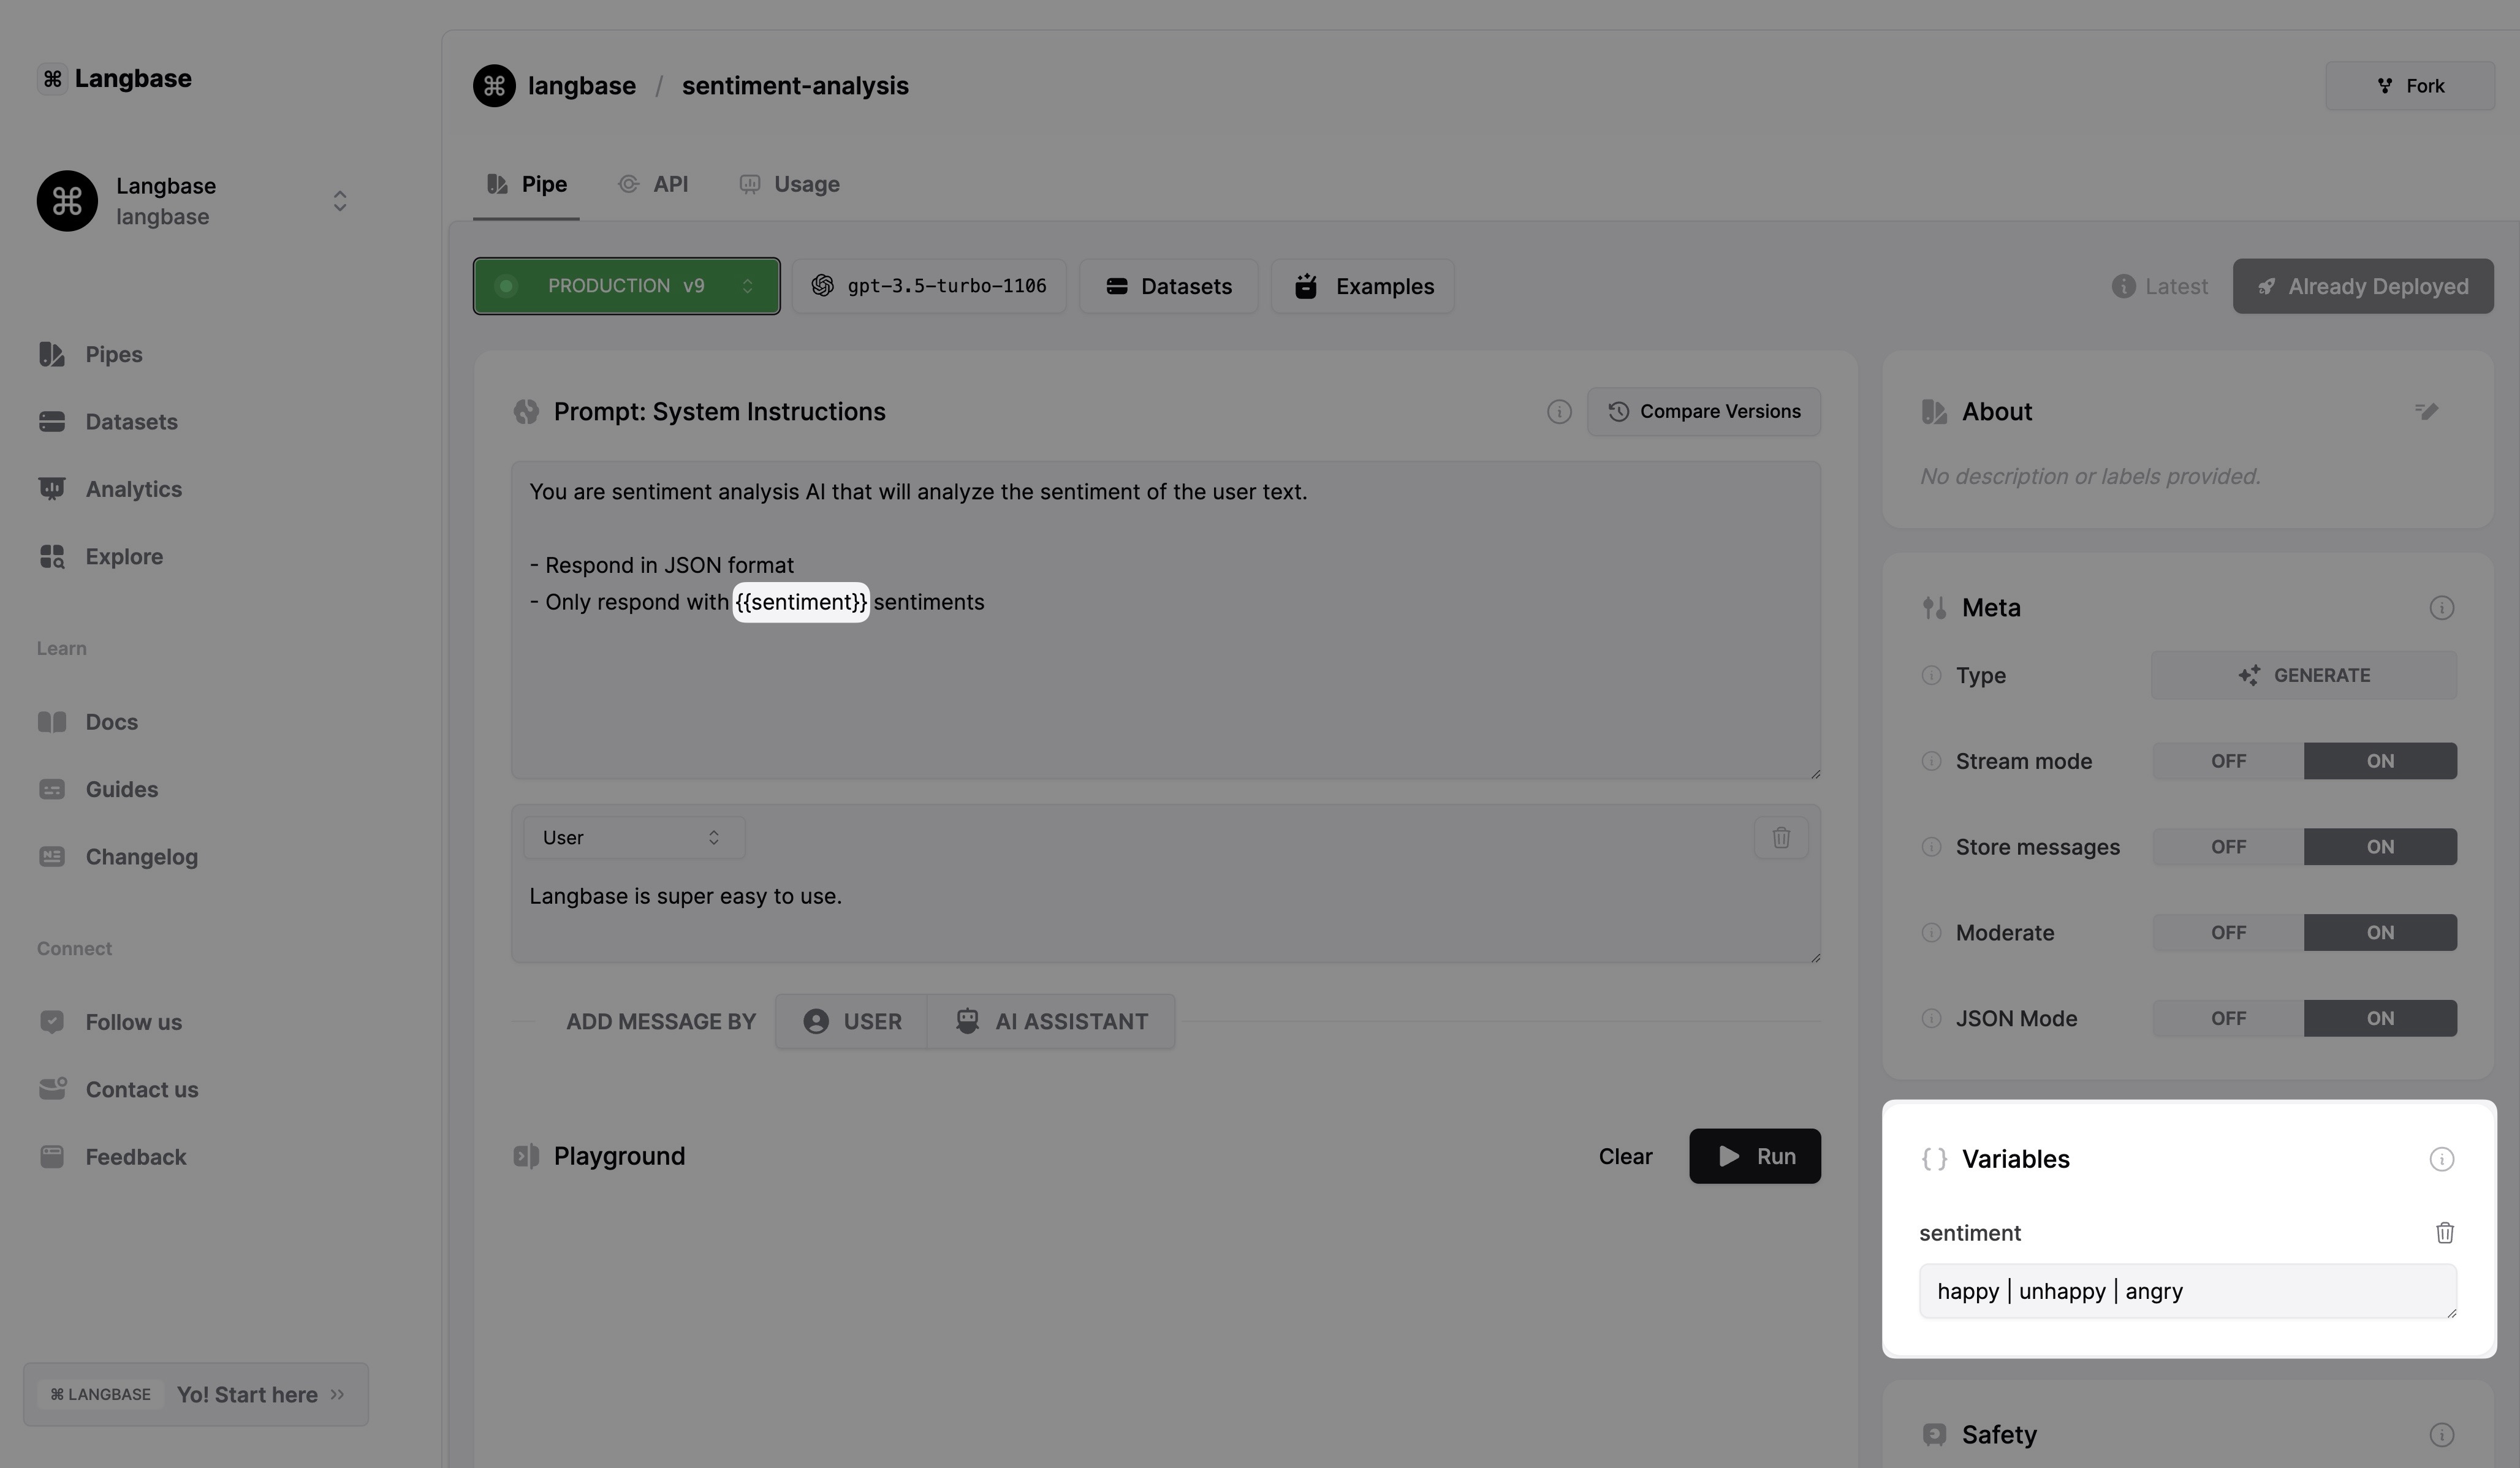 Langbase
Langbase
langbase
Pipes
Datasets
Analytics
Explore
Learn
Docs
Guides
Changelog
Connect
Follow us
Contact us
Feedback
⌘ LANGBASE Yo! Start here
langbase / sentiment-analysis
Fork
Pipe API Usage
PRODUCTION v9
gpt-3.5-turbo-1106
Datasets
Examples
Latest
Already Deployed
Prompt: System Instructions
Compare Versions
You are sentiment analysis AI that will analyze the sentiment of the user text.
- Respond in JSON format
- Only respond with {{sentiment}} sentiments
User
Langbase is super easy to use.
ADD MESSAGE BY USER AI ASSISTANT
Playground
Clear
Run
About
No description or labels provided.
Meta
Type GENERATE
Stream mode OFF ON
Store messages OFF ON
Moderate OFF ON
JSON Mode OFF ON
{ } Variables
sentiment
happy | unhappy | angry
Safety